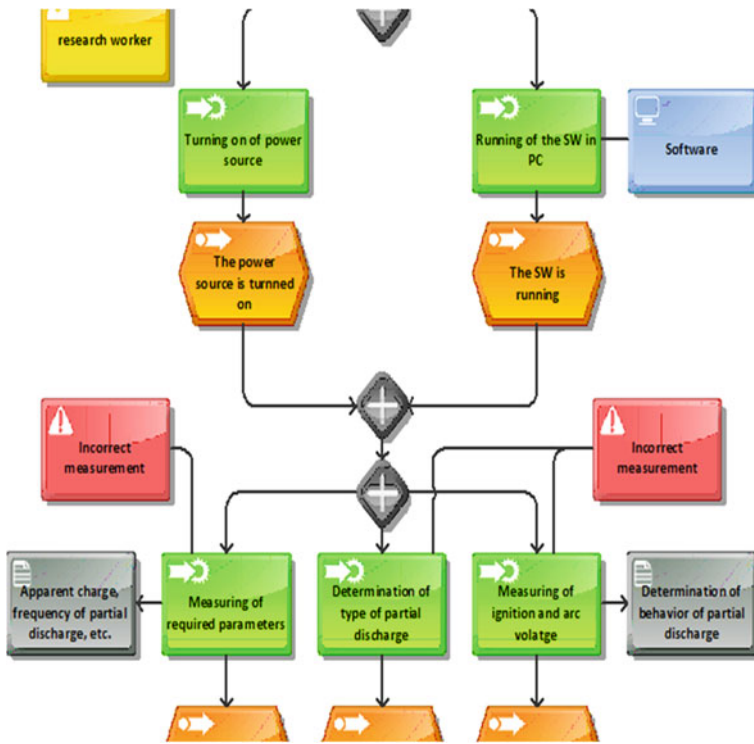 research worker
Turning on of power
source
Running of the SW in
PC
Software
The power
source is turnned
on
The SW is
running
Incorrect
measurement
Incorrect
measurement
Apparent charge,
frequency of partial
discharge, etc.
Measuring of
required parameters
Determination of
type of partial
discharge
Measuring of
ignition and arc
volatge
Determination of
behavior of partial
discharge